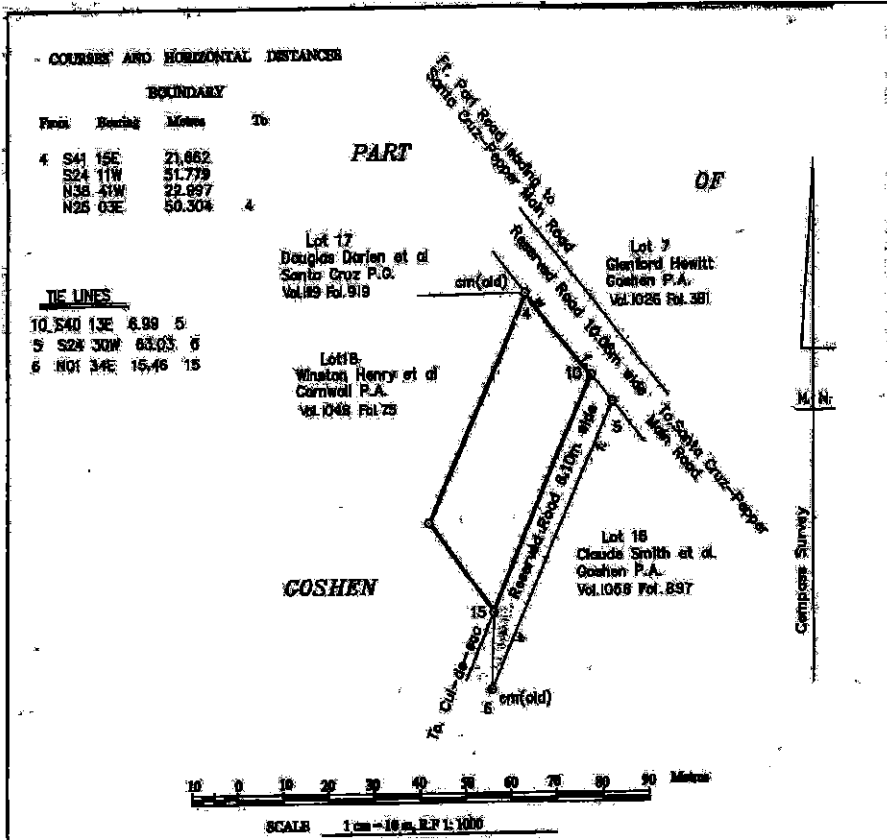 COURSES AND HORIZONTAL DISTANCES
BOUNDARY
From Bearing Metres To
4 S41 15E 21.662
S24 11W 51.779
N38 41W 22.997
N25 03E 50.304 4
TIE LINES
10 S40 13E 6.99 5
5 S24 30W 63.03 6
6 N01 34E 15.46 15
PART
OF
Ft. Part Road leading to
Santa Cruz-Pepper Main Road
Reserved Road 10.06m wide
To Santa Cruz-Pepper
Main Road
Lot 17
Douglas Darien et al
Santa Cruz P.O.
Vol. Fol. 919
cm(old)
Lot 7
Glenford Hewitt
Goshen P.A.
Vol.1026 Fol.381
Lot18
Winston Henry et al
Cornwall P.A.
Vol.1048 Fol.75
10
5
Reserved Road 6.10m wide
Lot 16
Claude Smith et al.
Goshen P.A.
Vol.1056 Fol.897
GOSHEN
15
To Cul-de-sac
6
cm(old)
M. N.
Compass Survey
10 0 10 20 30 40 50 60 70 80 90 Metres
SCALE 1 cm = 10 m, R.F 1: 1000